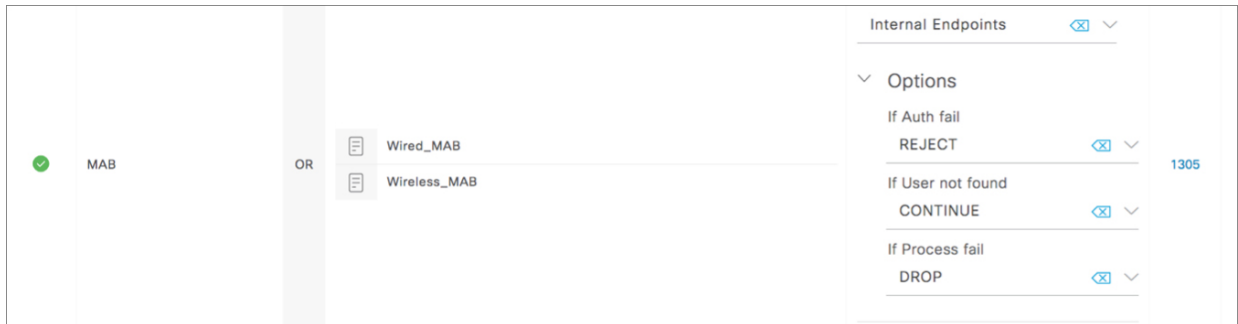 Internal Endpoints
Options
If Auth fail
REJECT
Wired_MAB
MAB
OR
1305
Wireless_MAB
If User not found
CONTINUE
If Process fail
DROP